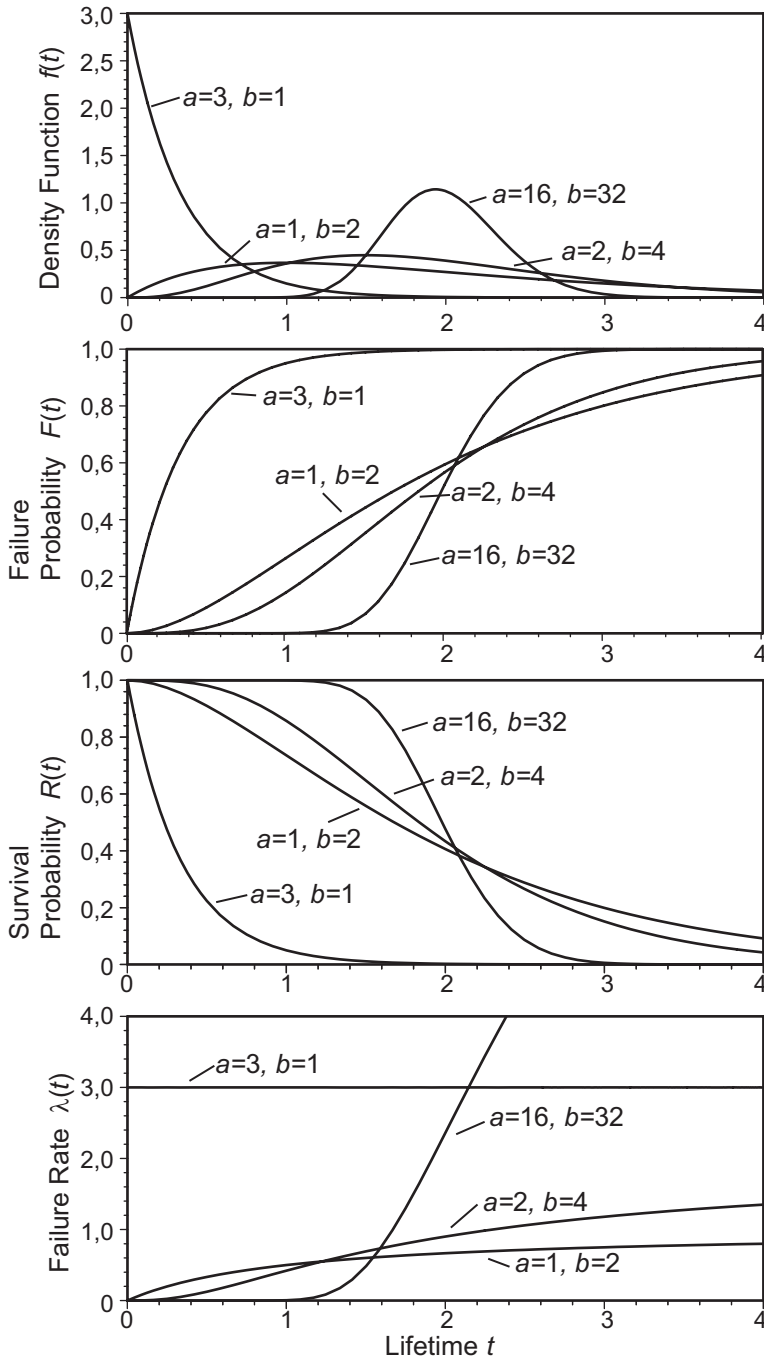 Density Function f(t)
3,0
2,5
2,0
1,5
1,0
0,5
0
a=3, b=1
a=1, b=2
a=16, b=32
a=2, b=4
0 1 2 3 4
Failure
Probability F(t)
1,0
0,8
0,6
0,4
0,2
0
a=3, b=1
a=1, b=2
a=2, b=4
a=16, b=32
0 1 2 3 4
Survival
Probability R(t)
1,0
0,8
0,6
0,4
0,2
0
a=16, b=32
a=2, b=4
a=1, b=2
a=3, b=1
0 1 2 3 4
Failure Rate λ(t)
4,0
3,0
2,0
1,0
0
a=3, b=1
a=16, b=32
a=2, b=4
a=1, b=2
0 1 2 3 4
Lifetime t